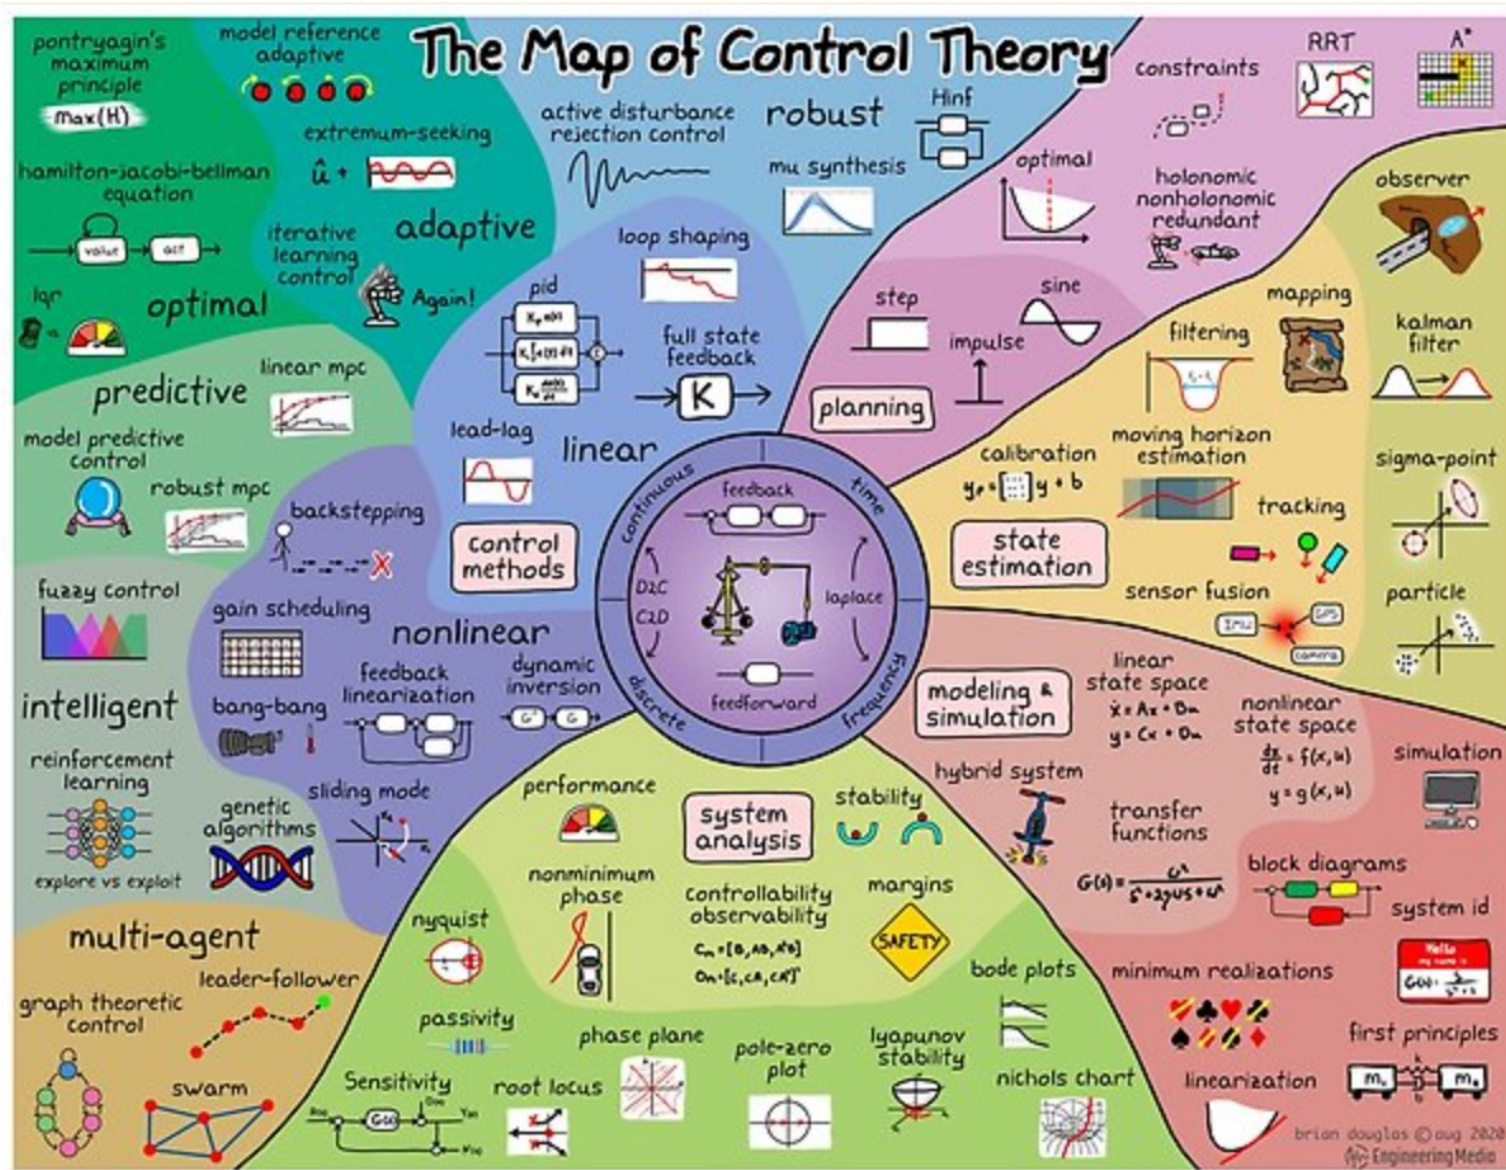 The Map of Control Theory
pontryagin's
maximum
principle
max(H)
hamilton-jacobi-bellman
equation
value
act
lqr
optimal
model reference
adaptive
extremum-seeking
û +
iterative
learning
control
adaptive
Again!
active disturbance
rejection control
robust
Hinf
mu synthesis
loop shaping
pid
full state
feedback
K
lead-lag
linear
control
methods
predictive
linear mpc
model predictive
control
robust mpc
backstepping
X
gain scheduling
nonlinear
feedback
linearization
dynamic
inversion
G
bang-bang
sliding mode
fuzzy control
intelligent
reinforcement
learning
explore vs exploit
genetic
algorithms
multi-agent
leader-follower
graph theoretic
control
swarm
constraints
RRT
A*
optimal
holonomic
nonholonomic
redundant
step
sine
impulse
planning
observer
mapping
filtering
kalman
filter
calibration
moving horizon
estimation
sigma-point
tracking
state
estimation
sensor fusion
IMU
GPS
camera
particle
continuous
time
feedback
D2C
C2D
laplace
discrete
frequency
feedforward
modeling &
simulation
linear
state space
nonlinear
state space
dx/dt = f(x,u)
y = g(x,u)
simulation
hybrid system
transfer
functions
block diagrams
system id
Hello
my name is
minimum realizations
first principles
k
b
linearization
brian douglas © aug 2020
Engineering Media
performance
system
analysis
stability
nonminimum
phase
controllability
observability
margins
SAFETY
nyquist
bode plots
passivity
phase plane
pole-zero
plot
lyapunov
stability
nichols chart
Sensitivity
G(s)
root locus